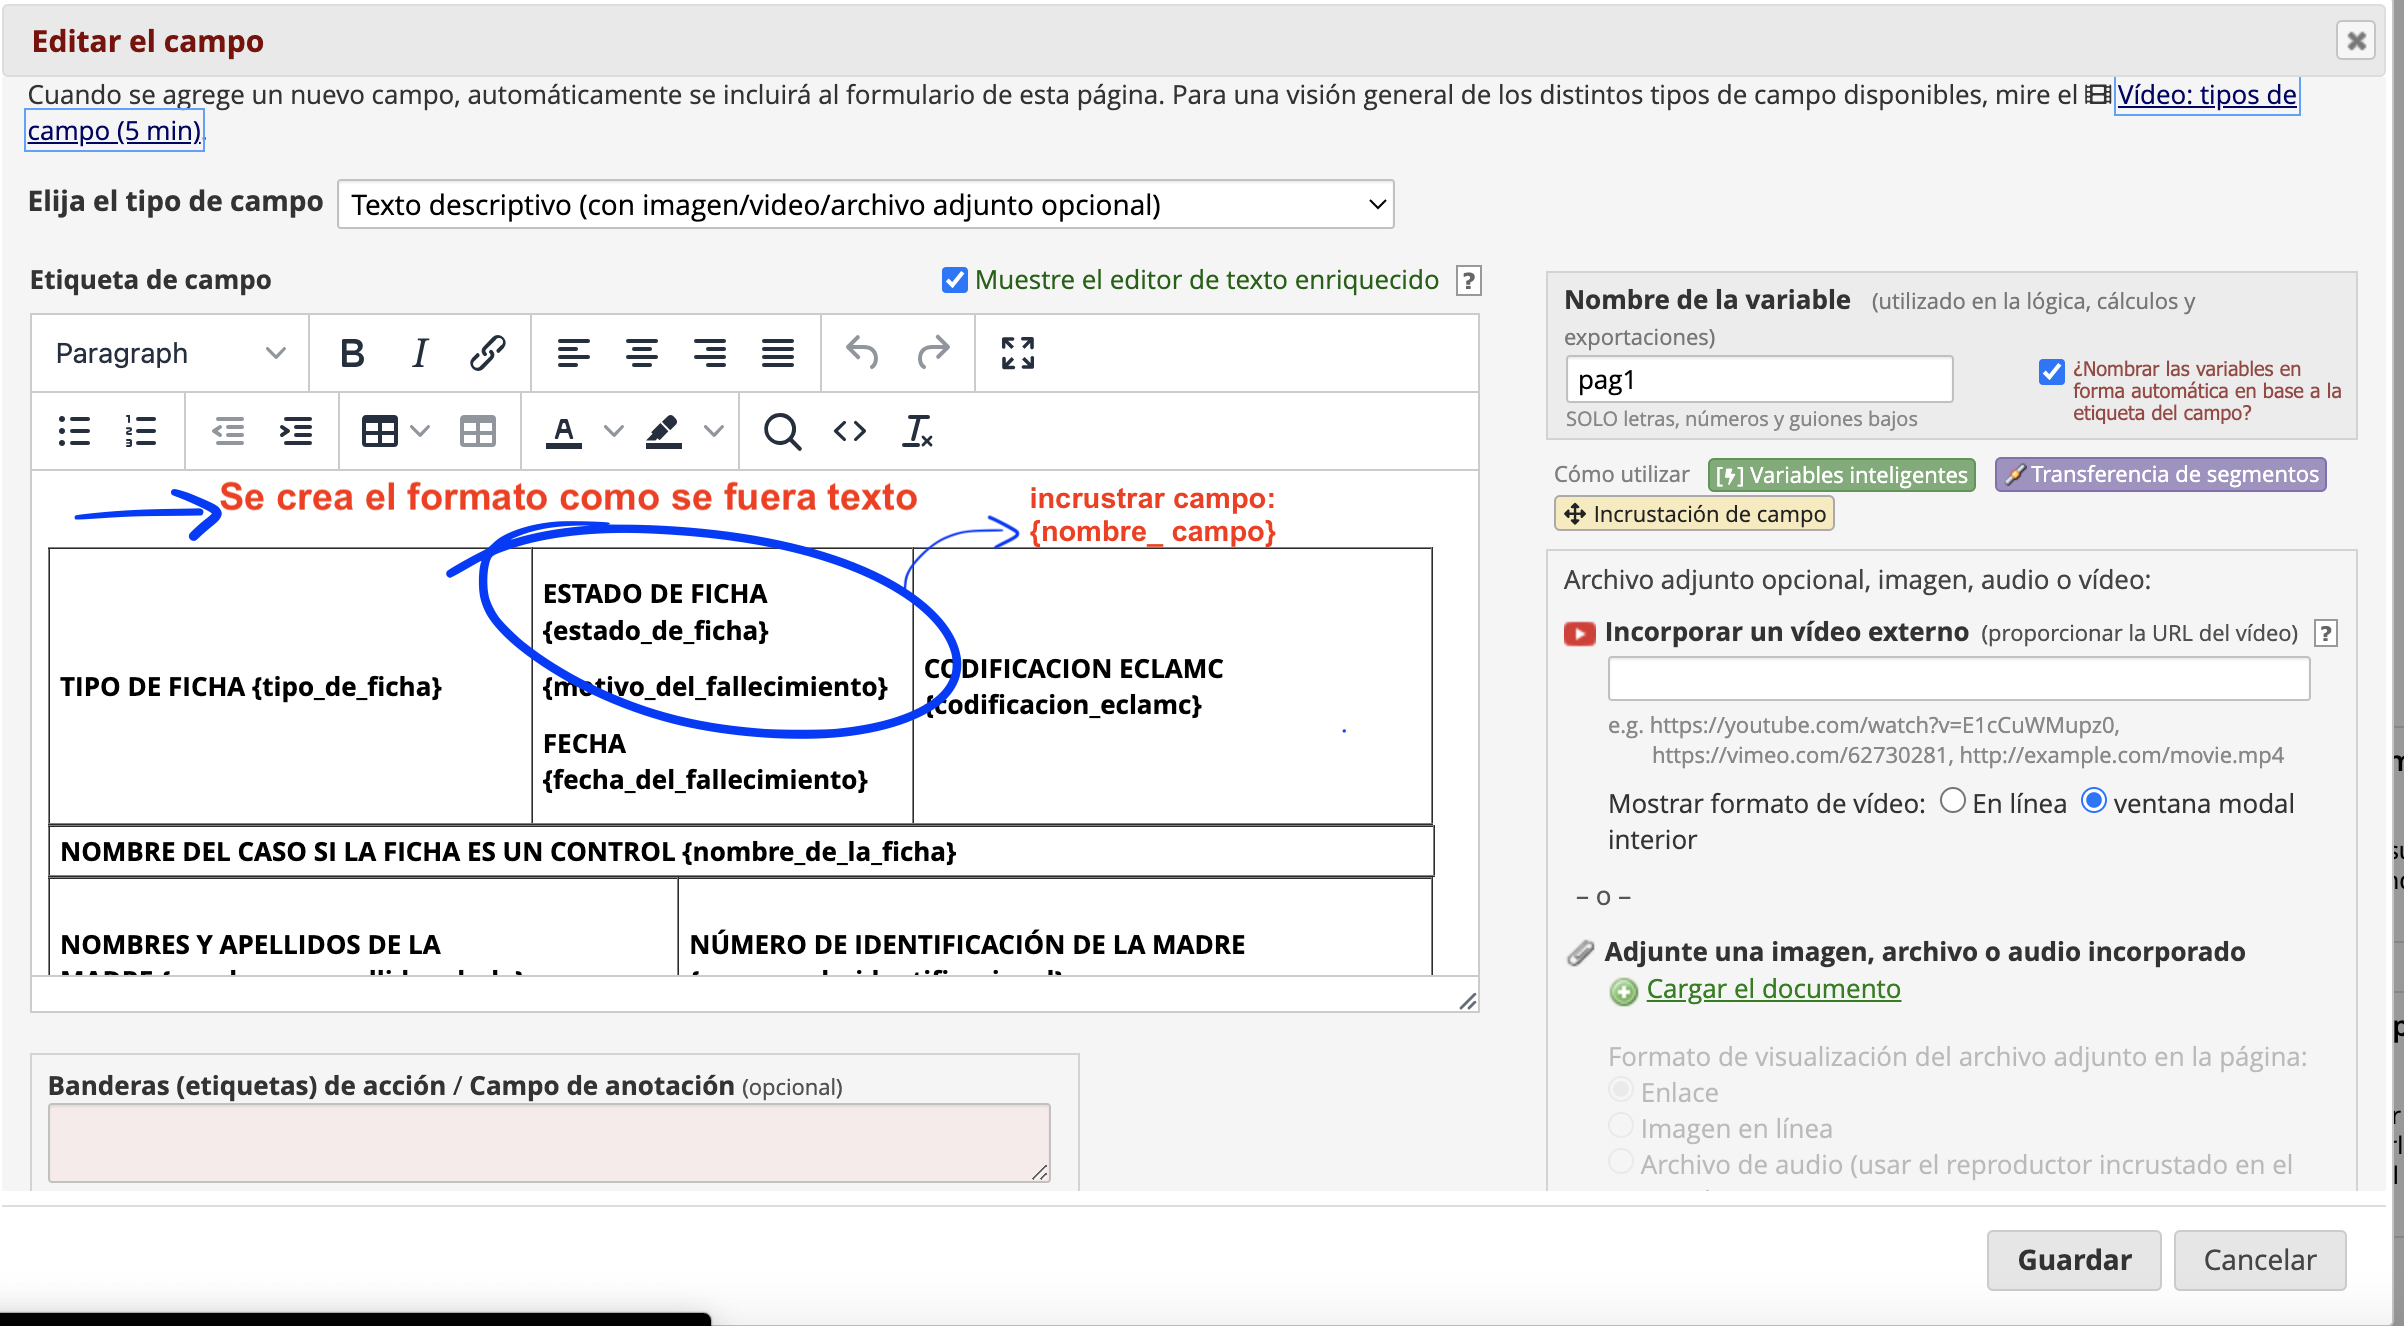 Editar el campo
Cuando se agrege un nuevo campo, automáticamente se incluirá al formulario de esta página. Para una visión general de los distintos tipos de campo disponibles, mire el Vídeo: tipos de
campo (5 min)
Elija el tipo de campo Texto descriptivo (con imagen/video/archivo adjunto opcional)
Etiqueta de campo
Muestre el editor de texto enriquecido ?
Paragraph
B I
Se crea el formato como se fuera texto
incrustrar campo:
{nombre_ campo}
TIPO DE FICHA {tipo_de_ficha}
ESTADO DE FICHA
{estado_de_ficha}
{motivo_del_fallecimiento}
FECHA
{fecha_del_fallecimiento}
CODIFICACION ECLAMC
{codificacion_eclamc}
NOMBRE DEL CASO SI LA FICHA ES UN CONTROL {nombre_de_la_ficha}
NOMBRES Y APELLIDOS DE LA
NÚMERO DE IDENTIFICACIÓN DE LA MADRE
Banderas (etiquetas) de acción / Campo de anotación (opcional)
Nombre de la variable (utilizado en la lógica, cálculos y
exportaciones)
pag1
SOLO letras, números y guiones bajos
¿Nombrar las variables en
forma automática en base a la
etiqueta del campo?
Cómo utilizar Variables inteligentes Transferencia de segmentos
Incrustación de campo
Archivo adjunto opcional, imagen, audio o vídeo:
Incorporar un vídeo externo (proporcionar la URL del vídeo) ?
e.g. https://youtube.com/watch?v=E1cCuWMupz0,
https://vimeo.com/62730281, http://example.com/movie.mp4
Mostrar formato de vídeo: En línea ventana modal
interior
– o –
Adjunte una imagen, archivo o audio incorporado
Cargar el documento
Formato de visualización del archivo adjunto en la página:
Enlace
Imagen en línea
Archivo de audio (usar el reproductor incrustado en el
Guardar Cancelar